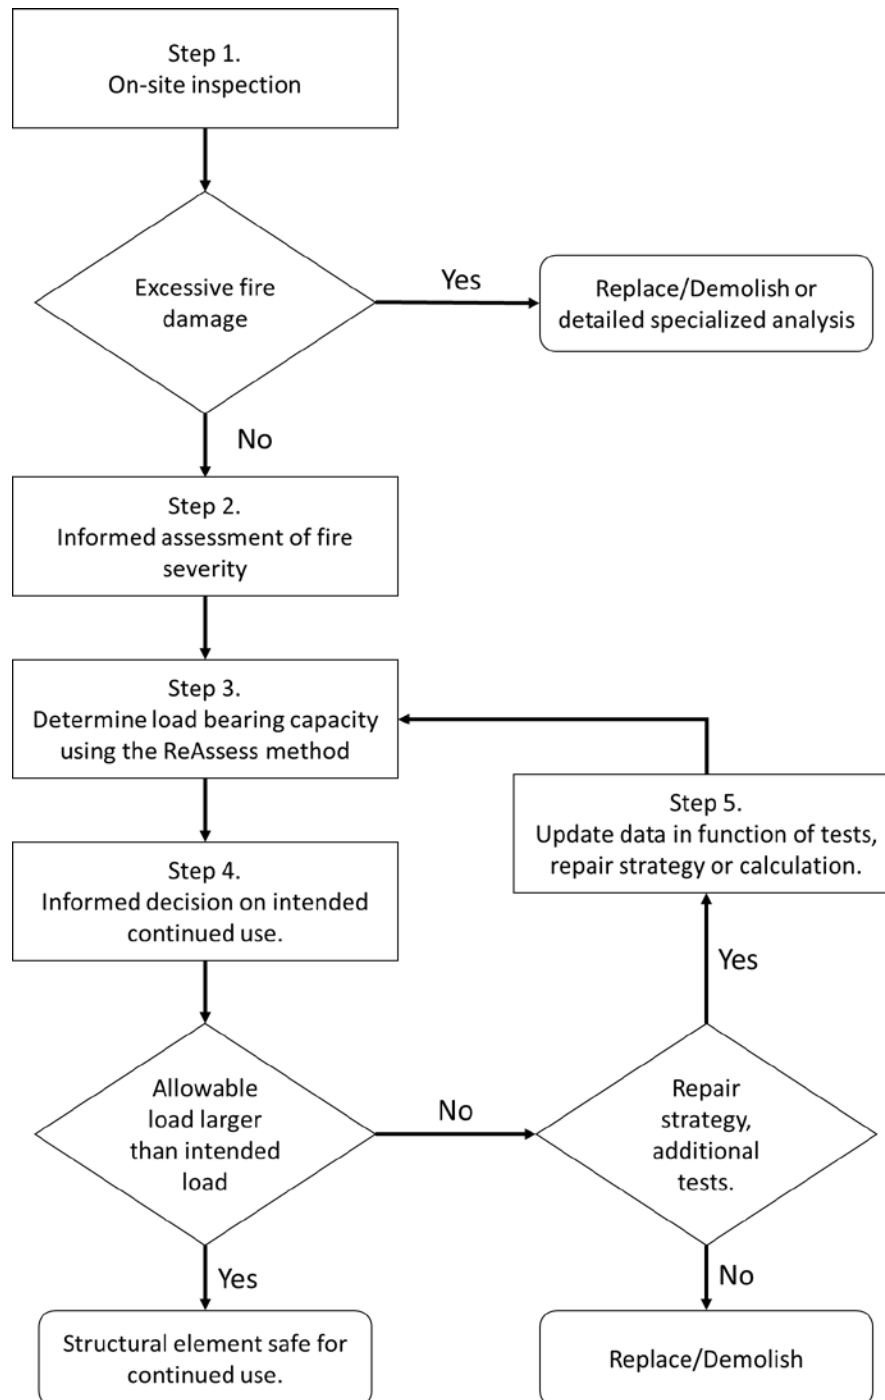 Step 1.
On-site inspection
Excessive fire
damage
Yes
Replace/Demolish or
detailed specialized analysis
No
Step 2.
Informed assessment of fire
severity
Step 3.
Determine load bearing capacity
using the ReAssess method
Step 4.
Informed decision on intended
continued use.
Step 5.
Update data in function of tests,
repair strategy or calculation.
Yes
Allowable
load larger
than intended
load
No
Repair
strategy,
additional
tests.
Yes
No
Structural element safe for
continued use.
Replace/Demolish